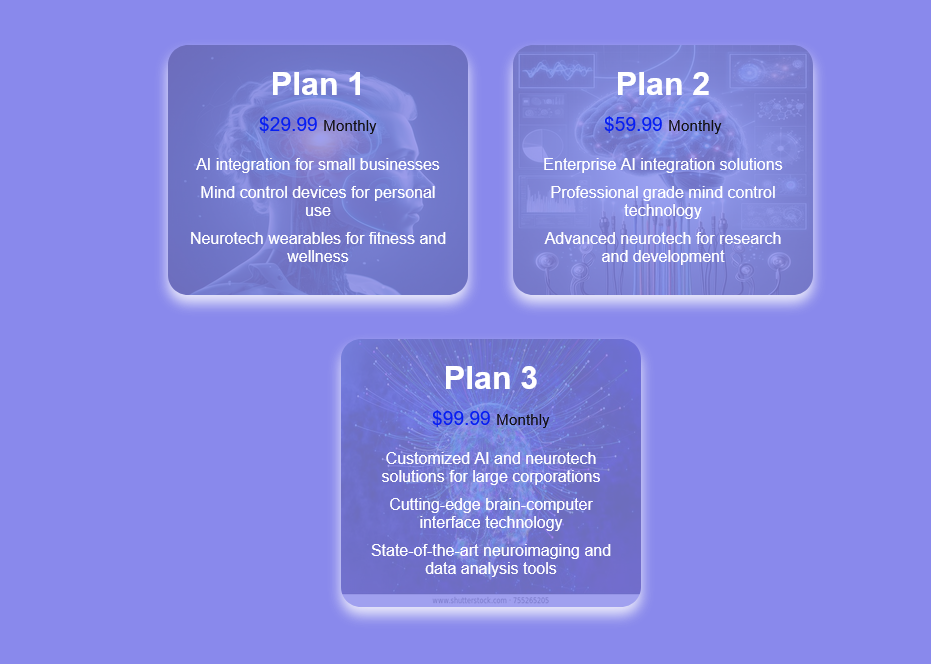 Plan 1
$29.99 Monthly
AI integration for small businesses
Mind control devices for personal
use
Neurotech wearables for fitness and
wellness
Plan 2
$59.99 Monthly
Enterprise AI integration solutions
Professional grade mind control
technology
Advanced neurotech for research
and development
Plan 3
$99.99 Monthly
Customized AI and neurotech
solutions for large corporations
Cutting-edge brain-computer
interface technology
State-of-the-art neuroimaging and
data analysis tools
www.shutterstock.com · 755265205